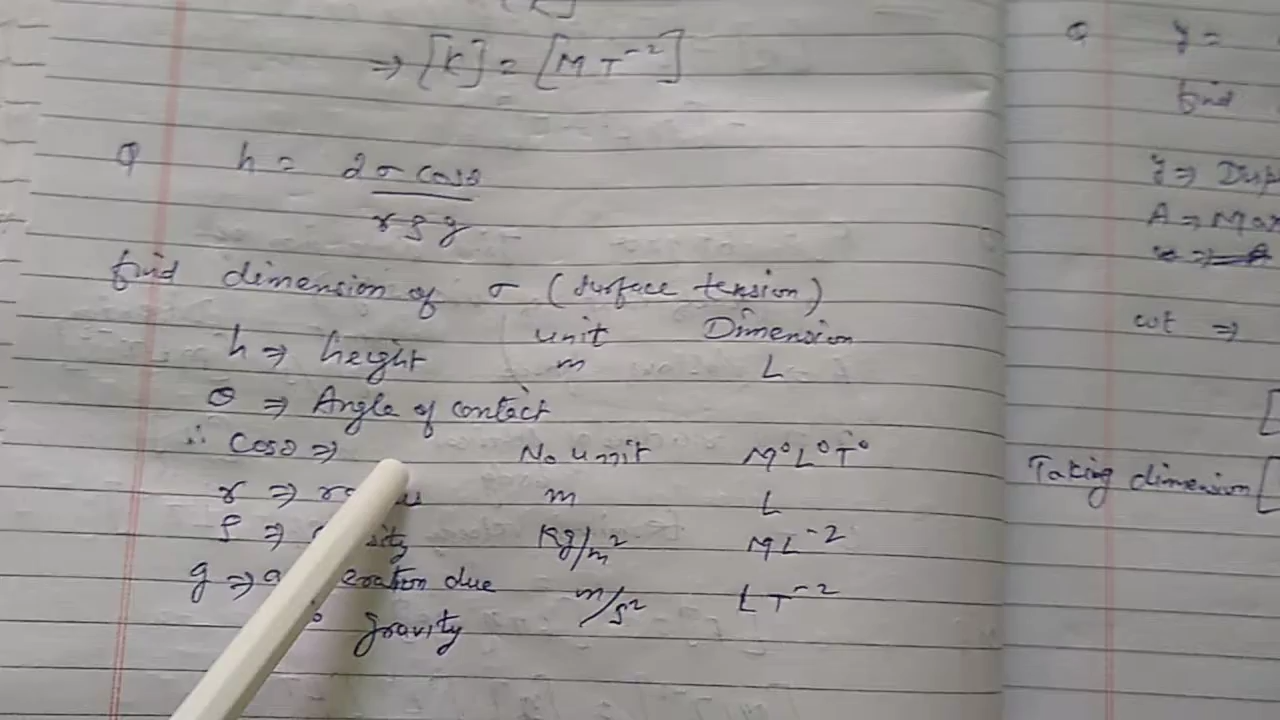 ⇒ [K] = [M T⁻²]
Q h = 2σ cosθ / r ρ g
find dimension of σ (surface tension)
unit Dimension
h ⇒ height m L
θ ⇒ Angle of contact
∴ cosθ ⇒ No unit M⁰L⁰T⁰
r ⇒ m L
ρ ⇒ Kg/m² ML⁻²
g ⇒ due m/s² LT⁻²
gravity
Q y =
find
y ⇒
A ⇒
ωt ⇒
Taking dimension [